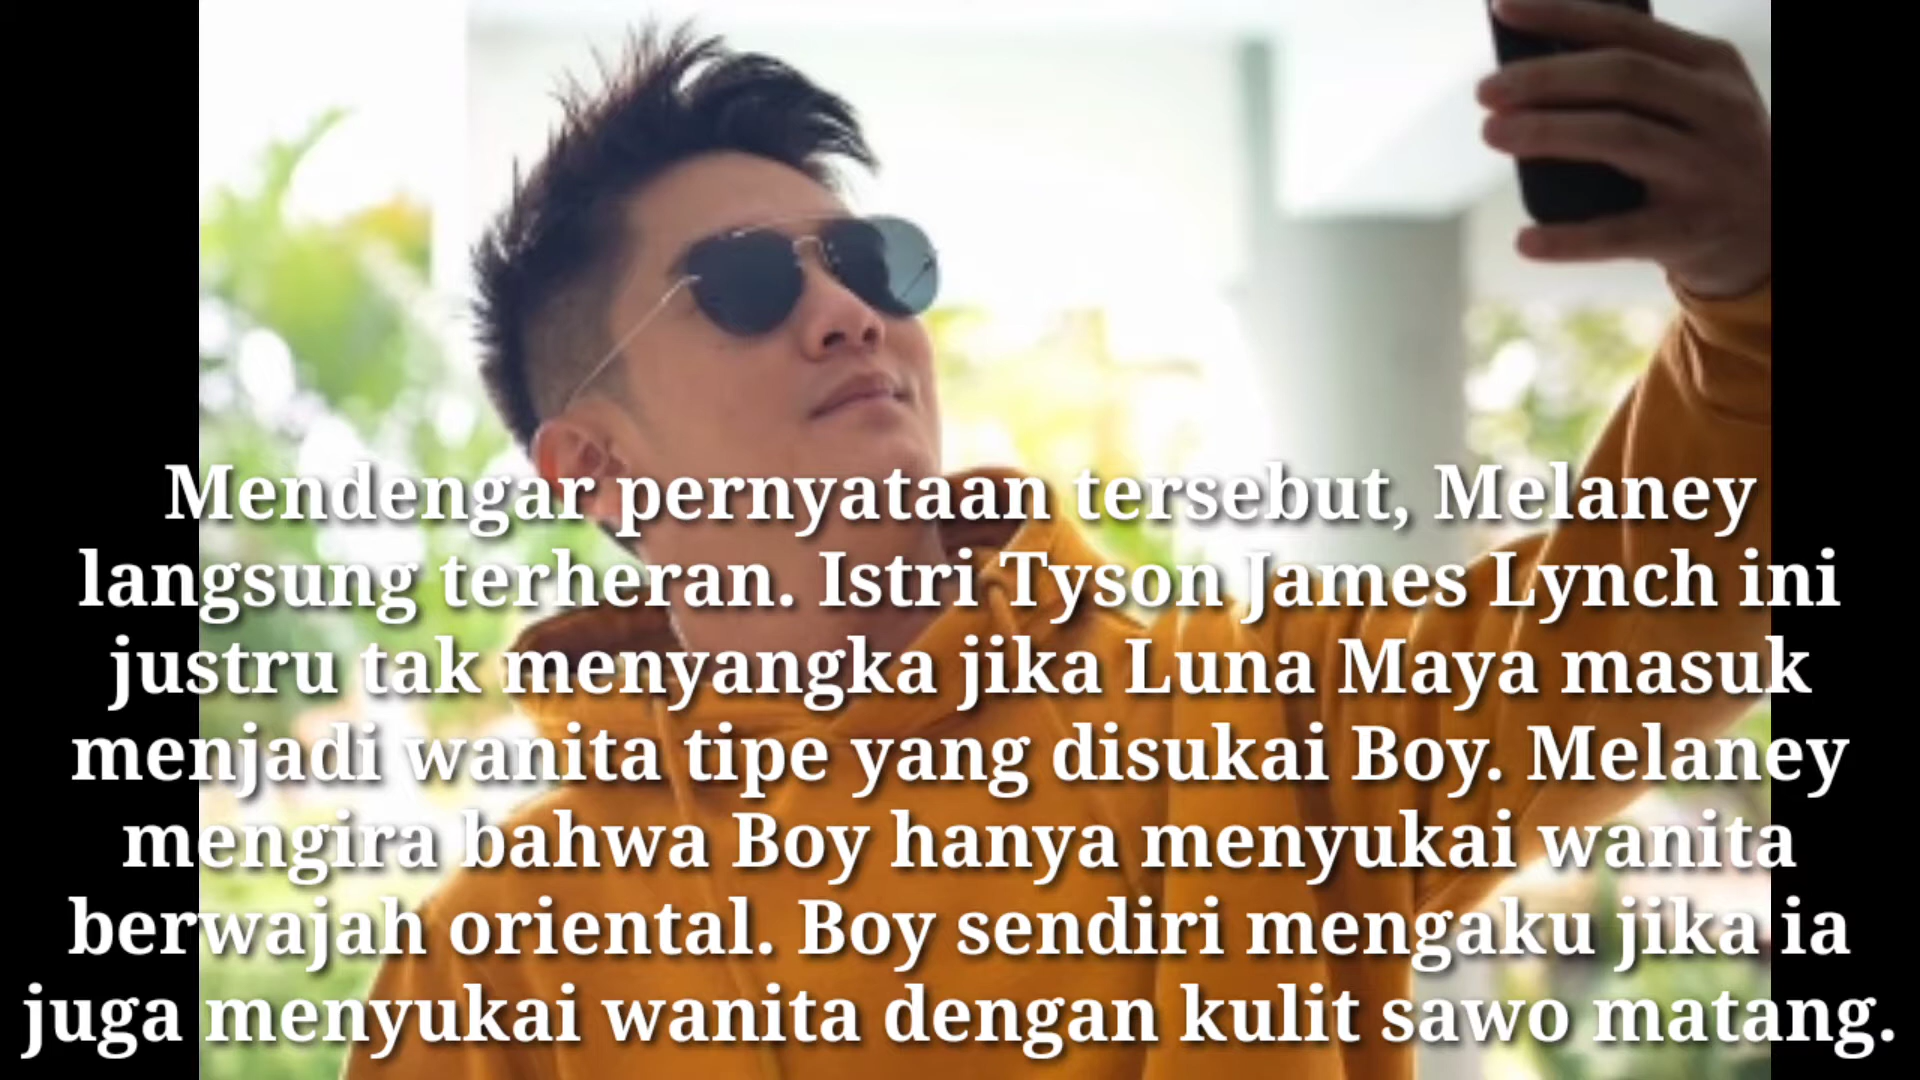 Mendengar pernyataan tersebut, Melaney
langsung terheran. Istri Tyson James Lynch ini
justru tak menyangka jika Luna Maya masuk
menjadi wanita tipe yang disukai Boy. Melaney
mengira bahwa Boy hanya menyukai wanita
berwajah oriental. Boy sendiri mengaku jika ia
juga menyukai wanita dengan kulit sawo matang.